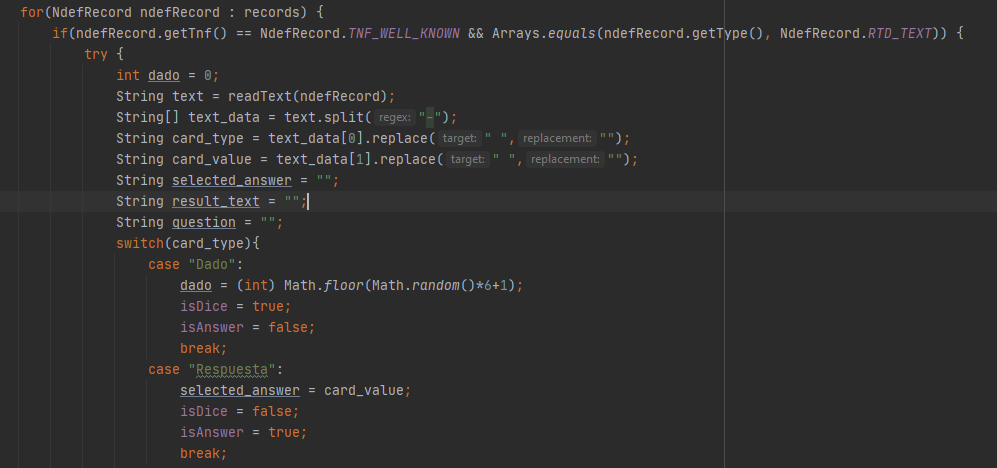 for(NdefRecord ndefRecord : records) {
if(ndefRecord.getTnf() == NdefRecord.TNF_WELL_KNOWN && Arrays.equals(ndefRecord.getType(), NdefRecord.RTD_TEXT)) {
try {
int dado = 0;
String text = readText(ndefRecord);
String[] text_data = text.split( regex: "-");
String card_type = text_data[0].replace( target: " ", replacement: "");
String card_value = text_data[1].replace( target: " ", replacement: "");
String selected_answer = "";
String result_text = "";
String question = "";
switch(card_type){
case "Dado":
dado = (int) Math.floor(Math.random()*6+1);
isDice = true;
isAnswer = false;
break;
case "Respuesta":
selected_answer = card_value;
isDice = false;
isAnswer = true;
break;